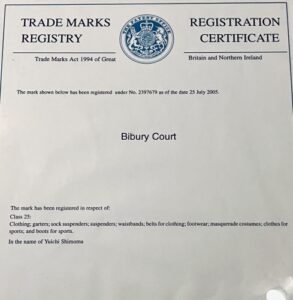 TRADE MARKS
REGISTRY
THE PATENT OFFICE
REGISTRATION
CERTIFICATE
Trade Marks Act 1994 of Great
Britain and Northern Ireland
The mark shown below has been registered under No. 2397679 as of the date 25 July 2005.
Bibury Court
The mark has been registered in respect of:
Class 25:
Clothing; garters; sock suspenders; suspenders; waistbands; belts for clothing; footwear; masquerade costumes; clothes for
sports; and boots for sports.
In the name of Yuichi Shimoma